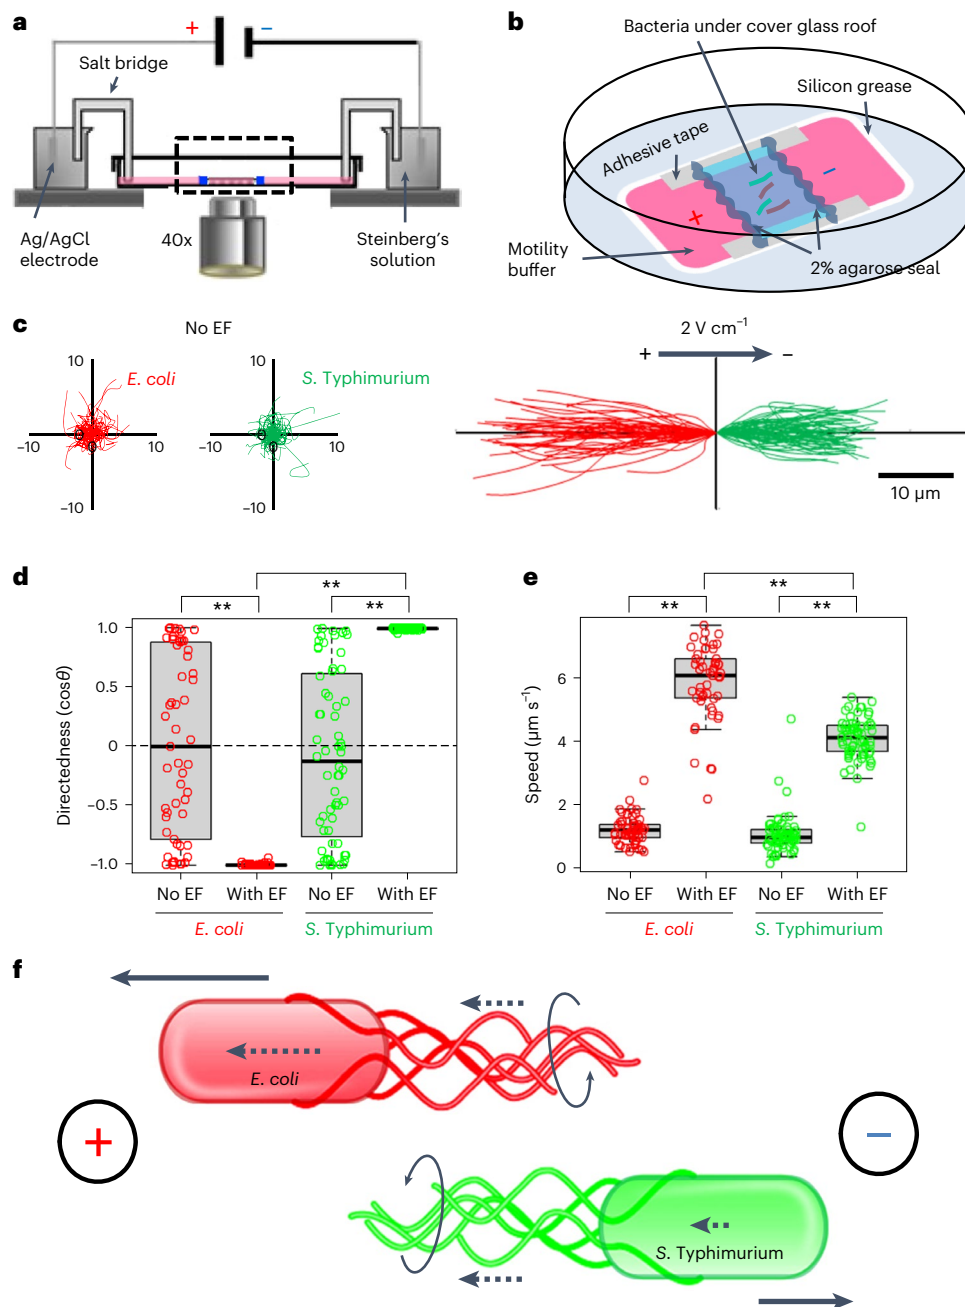 a
+
−
Salt bridge
Ag/AgCl
electrode
40x
Steinberg's
solution
b
Bacteria under cover glass roof
Silicon grease
Adhesive tape
−
+
Motility
buffer
2% agarose seal
c
No EF
10
E. coli
−10
0
0
10
−10
10
S. Typhimurium
−10
0
0
10
−10
2 V cm⁻¹
+
−
10 µm
d
**
**
**
Directedness (cosθ)
1.0
0.5
0
−0.5
−1.0
No EF
With EF
No EF
With EF
E. coli
S. Typhimurium
e
**
**
**
Speed (µm s⁻¹)
6
4
2
0
No EF
With EF
No EF
With EF
E. coli
S. Typhimurium
f
E. coli
+
−
S. Typhimurium